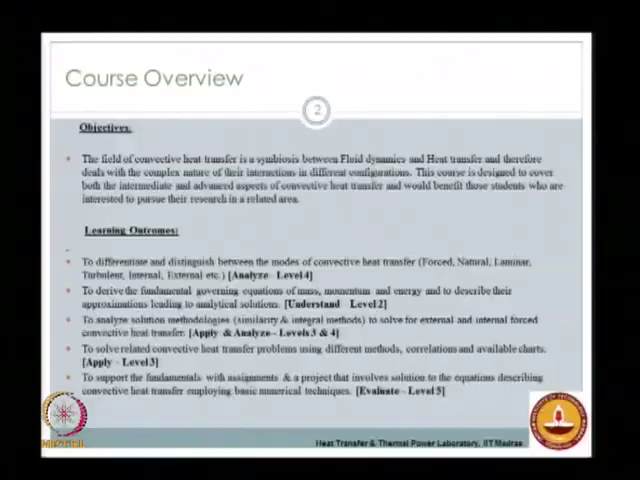 Course Overview
2
Objectives:
The field of convective heat transfer is a symbiosis between Fluid dynamics and Heat transfer and therefore
deals with the complex nature of their interactions in different configurations. This course is designed to cover
both the intermediate and advanced aspects of convective heat transfer and would benefit those students who are
interested to pursue their research in a related area.
Learning Outcomes:
To differentiate and distinguish between the modes of convective heat transfer (Forced, Natural, Laminar,
Turbulent, Internal, External etc.) [Analyze - Level 4]
To derive the fundamental governing equations of mass, momentum and energy and to describe their
approximations leading to analytical solutions. [Understand - Level 2]
To analyze solution methodologies (similarity & integral methods) to solve for external and internal forced
convective heat transfer. [Apply & Analyze - Levels 3 & 4]
To solve related convective heat transfer problems using different methods, correlations and available charts.
[Apply - Level 3]
To support the fundamentals with assignments & a project that involves solution to the equations describing
convective heat transfer employing basic numerical techniques. [Evaluate - Level 5]
NPTEL
Heat Transfer & Thermal Power Laboratory, IIT Madras